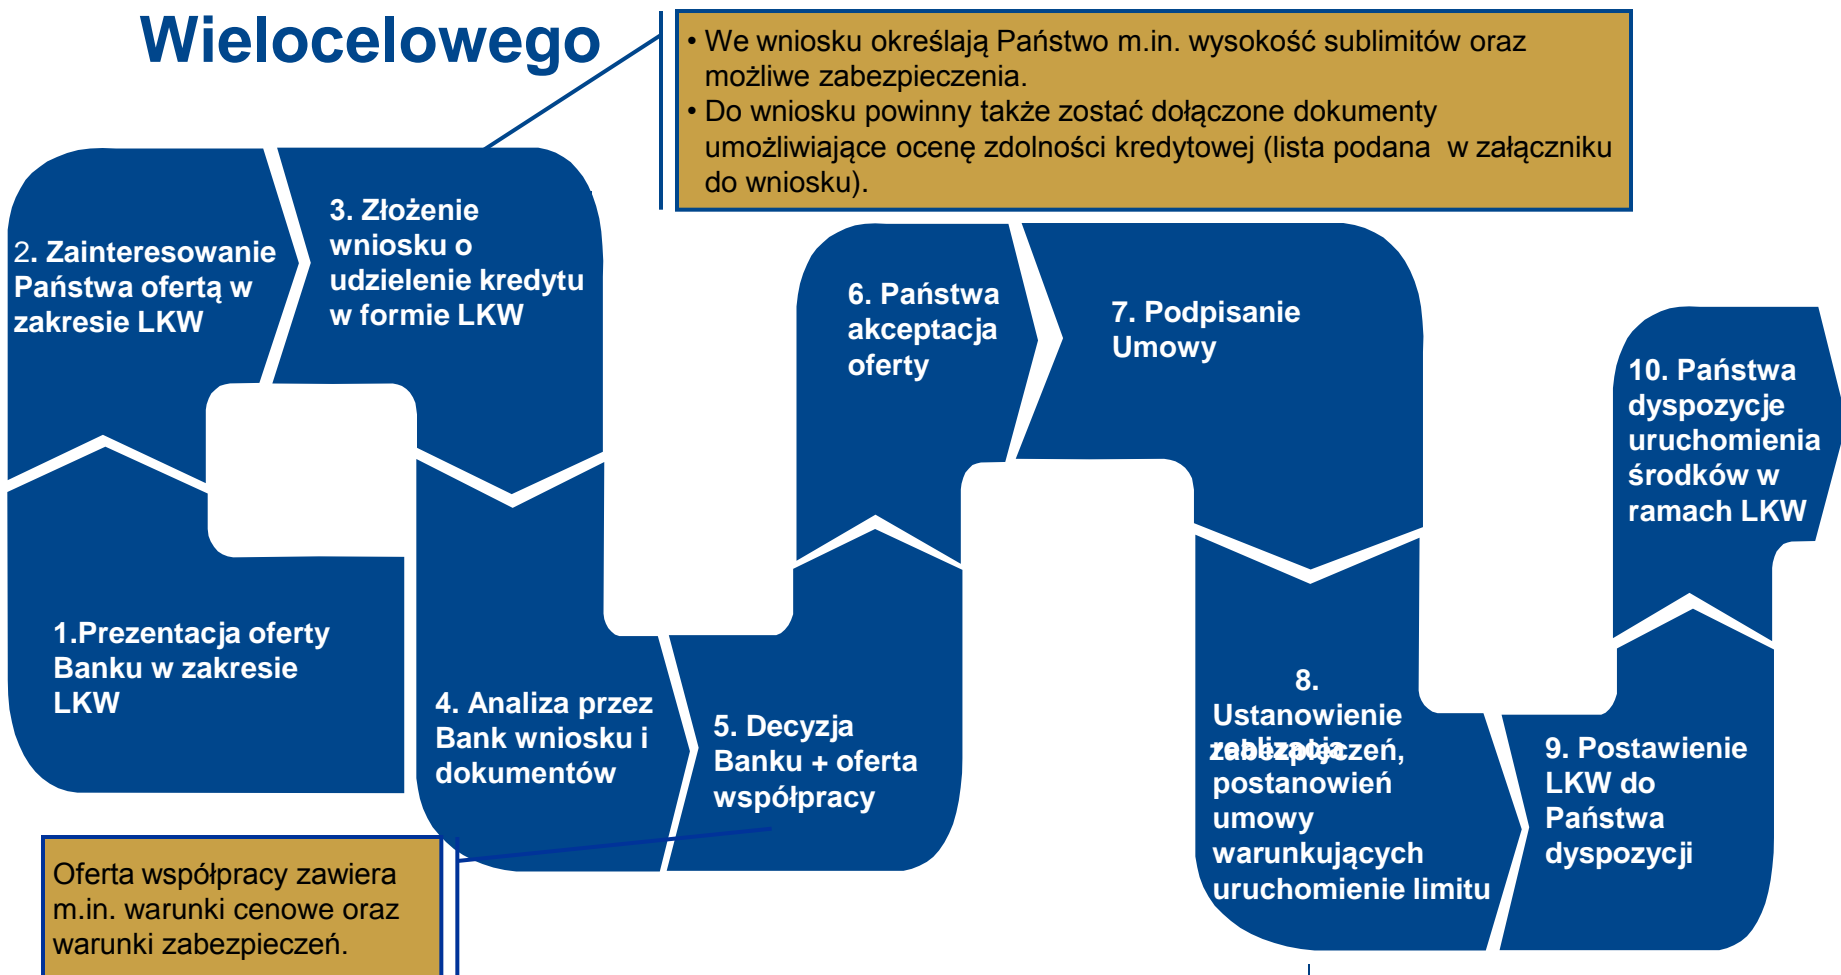 Wielocelowego
• We wniosku określają Państwo m.in. wysokość sublimitów oraz
możliwe zabezpieczenia.
• Do wniosku powinny także zostać dołączone dokumenty
umożliwiające ocenę zdolności kredytowej (lista podana w załączniku
do wniosku).
1.Prezentacja oferty
Banku w zakresie
LKW
2. Zainteresowanie
Państwa ofertą w
zakresie LKW
3. Złożenie
wniosku o
udzielenie kredytu
w formie LKW
4. Analiza przez
Bank wniosku i
dokumentów
5. Decyzja
Banku + oferta
współpracy
6. Państwa
akceptacja
oferty
7. Podpisanie
Umowy
8.
Ustanowienie
zabezpieczeń,
realizacja
postanowień
umowy
warunkujących
uruchomienie limitu
9. Postawienie
LKW do
Państwa
dyspozycji
10. Państwa
dyspozycje
uruchomienia
środków w
ramach LKW
Oferta współpracy zawiera
m.in. warunki cenowe oraz
warunki zabezpieczeń.